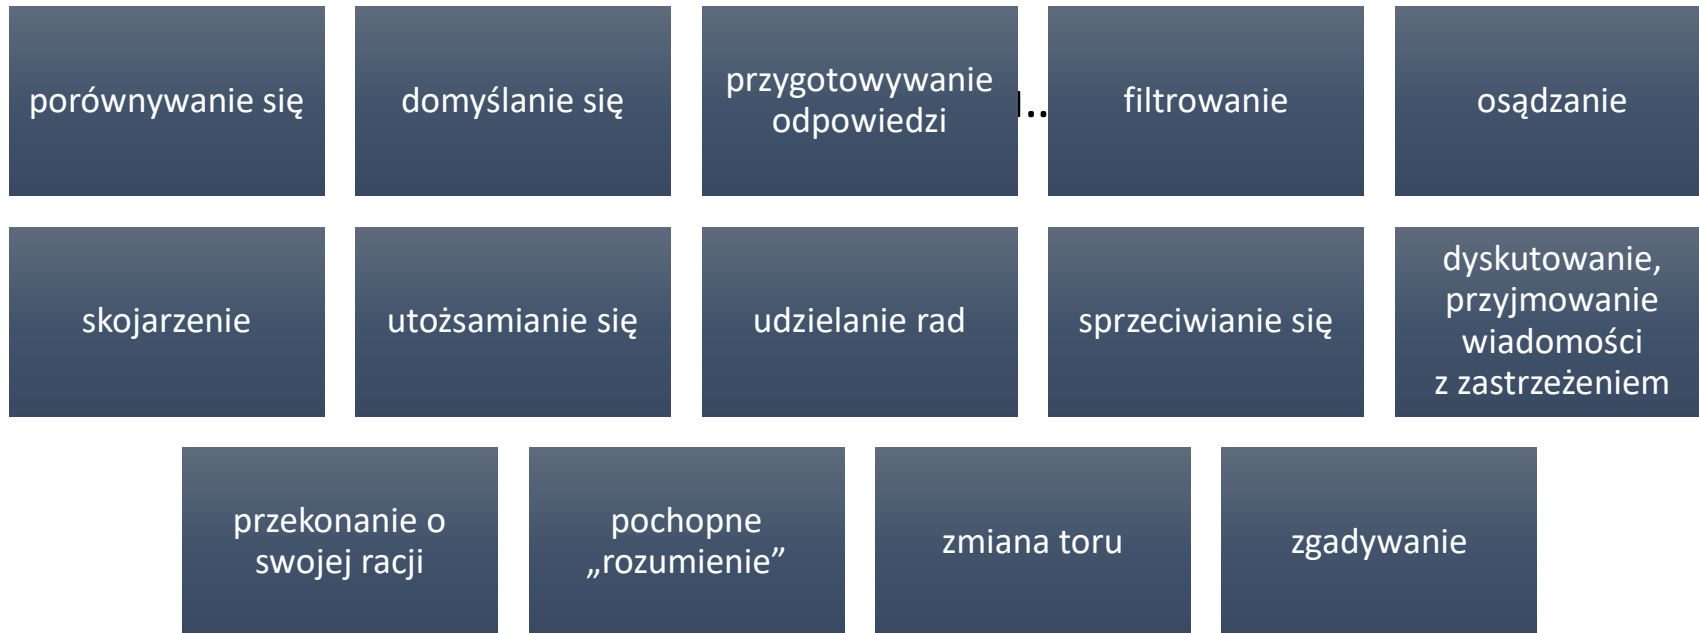 porównywanie się
domyślanie się
przygotowywanie
odpowiedzi
..
filtrowanie
osądzanie
skojarzenie
utożsamianie się
udzielanie rad
sprzeciwianie się
dyskutowanie,
przyjmowanie
wiadomości
z zastrzeżeniem
przekonanie o
swojej racji
pochopne
„rozumienie”
zmiana toru
zgadywanie